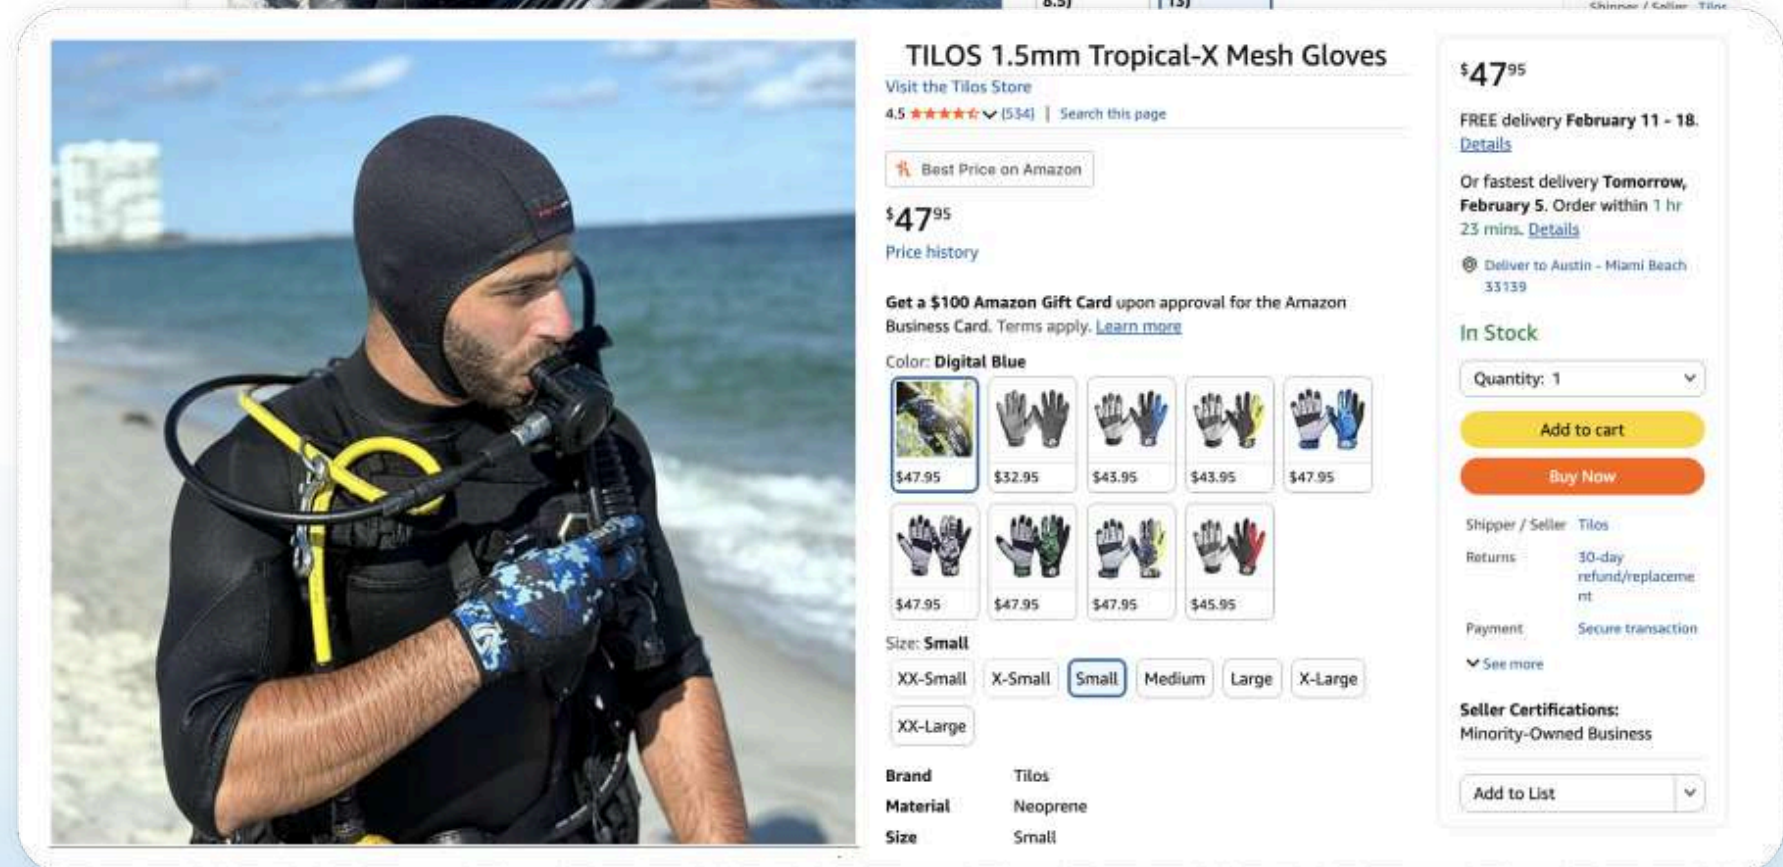 8.5)
13)
Shipper / Seller Tilos
TILOS 1.5mm Tropical-X Mesh Gloves
Visit the Tilos Store
4.5 (534) | Search this page
Best Price on Amazon
$47 95
Price history
Get a $100 Amazon Gift Card upon approval for the Amazon
Business Card. Terms apply. Learn more
Color: Digital Blue
$47.95 $32.95 $43.95 $43.95 $47.95
$47.95 $47.95 $47.95 $45.95
Size: Small
XX-Small X-Small Small Medium Large X-Large
XX-Large
Brand Tilos
Material Neoprene
Size Small
$47 95
FREE delivery February 11 - 18.
Details
Or fastest delivery Tomorrow,
February 5. Order within 1 hr
23 mins. Details
Deliver to Austin - Miami Beach
33139
In Stock
Quantity: 1
Add to cart
Buy Now
Shipper / Seller Tilos
Returns 30-day
refund/replaceme
nt
Payment Secure transaction
See more
Seller Certifications:
Minority-Owned Business
Add to List